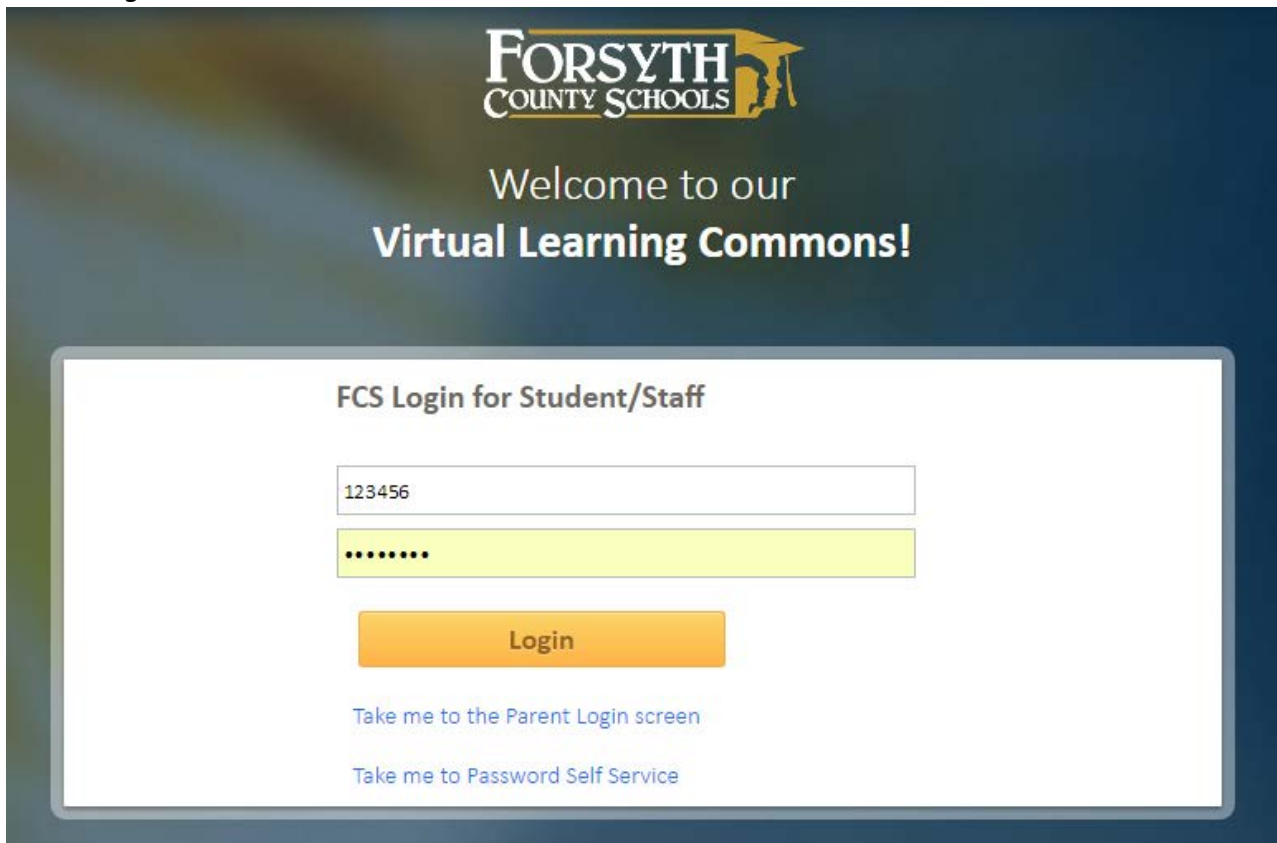 FORSYTH
COUNTY SCHOOLS
Welcome to our
Virtual Learning Commons!
FCS Login for Student/Staff
123456
••••••••
Login
Take me to the Parent Login screen
Take me to Password Self Service